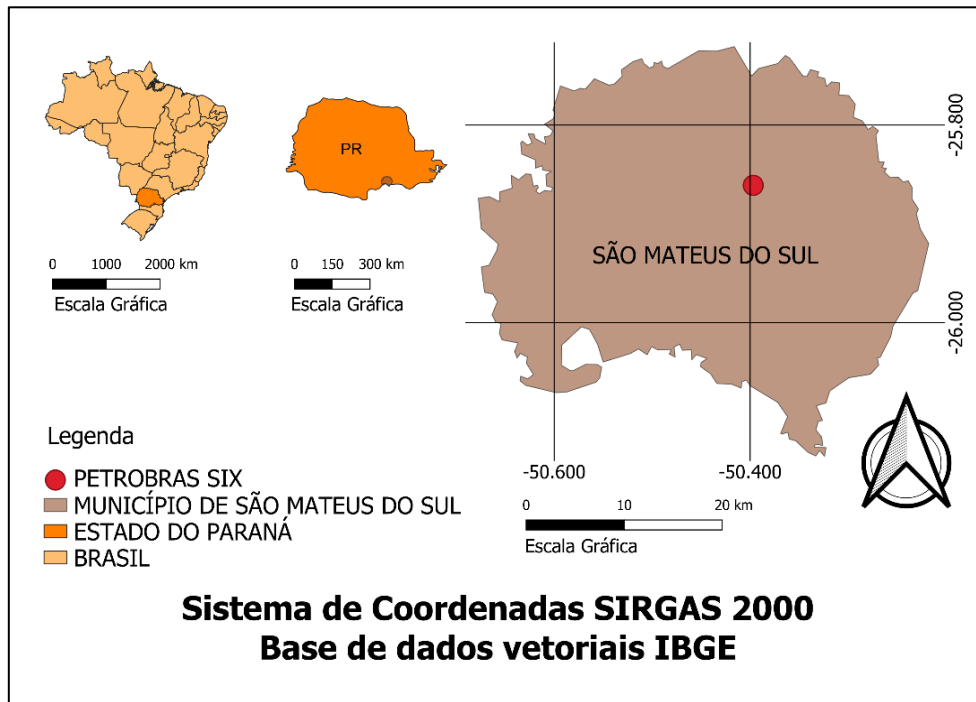 PR
0 1000 2000 km
Escala Gráfica
0 150 300 km
Escala Gráfica
SÃO MATEUS DO SUL
-25.800
-26.000
-50.600 -50.400
0 10 20 km
Escala Gráfica
Legenda
PETROBRAS SIX
MUNICÍPIO DE SÃO MATEUS DO SUL
ESTADO DO PARANÁ
BRASIL
Sistema de Coordenadas SIRGAS 2000
Base de dados vetoriais IBGE